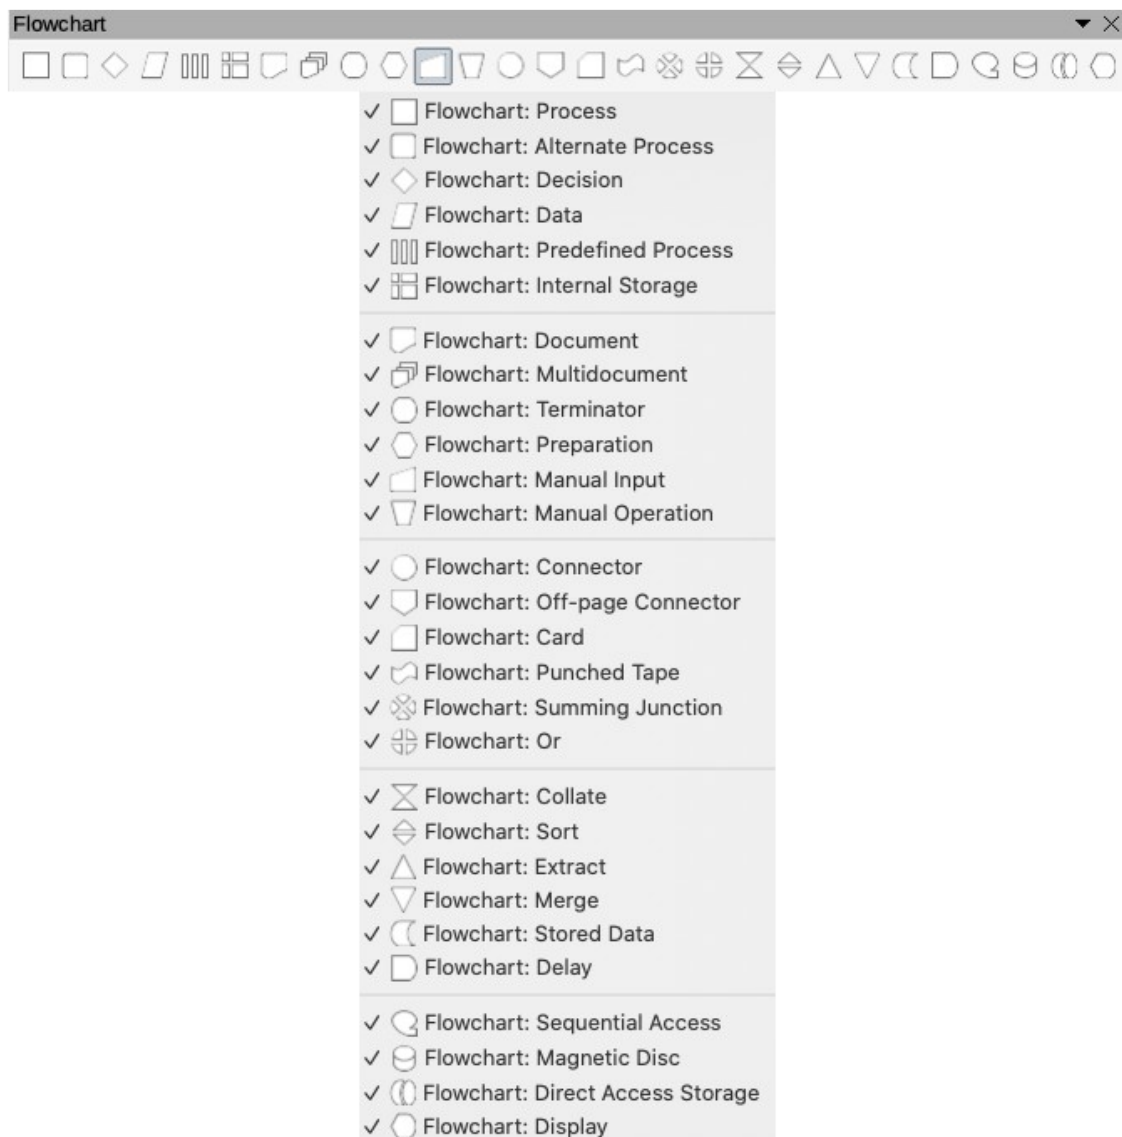 Flowchart
Flowchart: Process
Flowchart: Alternate Process
Flowchart: Decision
Flowchart: Data
Flowchart: Predefined Process
Flowchart: Internal Storage
Flowchart: Document
Flowchart: Multidocument
Flowchart: Terminator
Flowchart: Preparation
Flowchart: Manual Input
Flowchart: Manual Operation
Flowchart: Connector
Flowchart: Off-page Connector
Flowchart: Card
Flowchart: Punched Tape
Flowchart: Summing Junction
Flowchart: Or
Flowchart: Collate
Flowchart: Sort
Flowchart: Extract
Flowchart: Merge
Flowchart: Stored Data
Flowchart: Delay
Flowchart: Sequential Access
Flowchart: Magnetic Disc
Flowchart: Direct Access Storage
Flowchart: Display